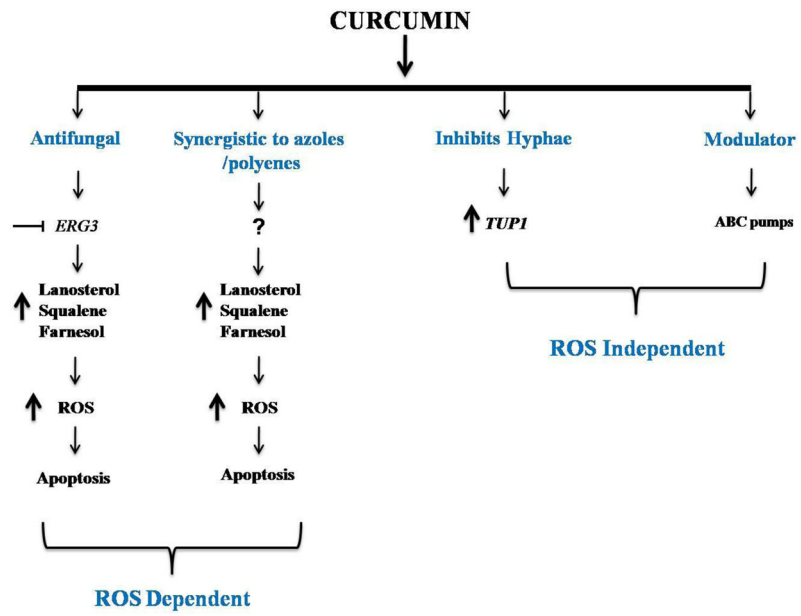 CURCUMIN
Antifungal
Synergistic to azoles
/polyenes
Inhibits Hyphae
Modulator
ERG3
?
TUP1
ABC pumps
Lanosterol
Squalene
Farnesol
Lanosterol
Squalene
Farnesol
ROS Independent
ROS
ROS
Apoptosis
Apoptosis
ROS Dependent